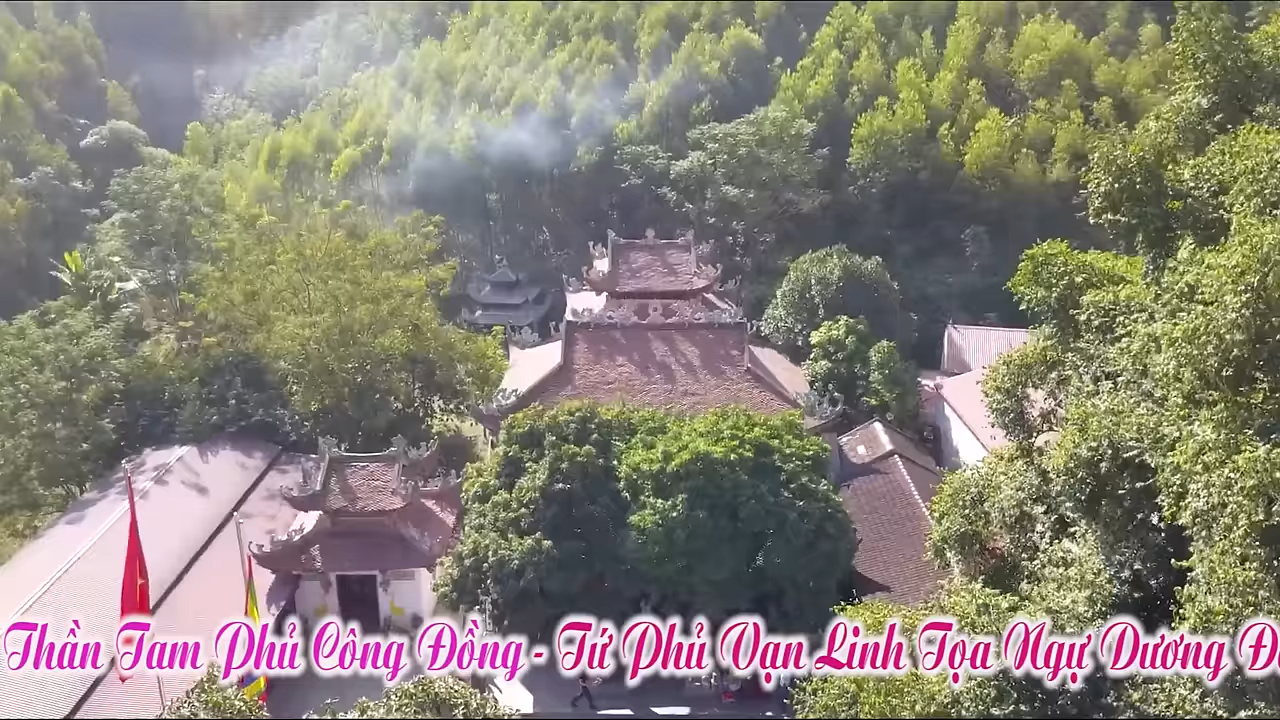 Thần Tam Phủ Công Đồng - Tứ Phủ Vạn Linh Tọa Ngự Dương